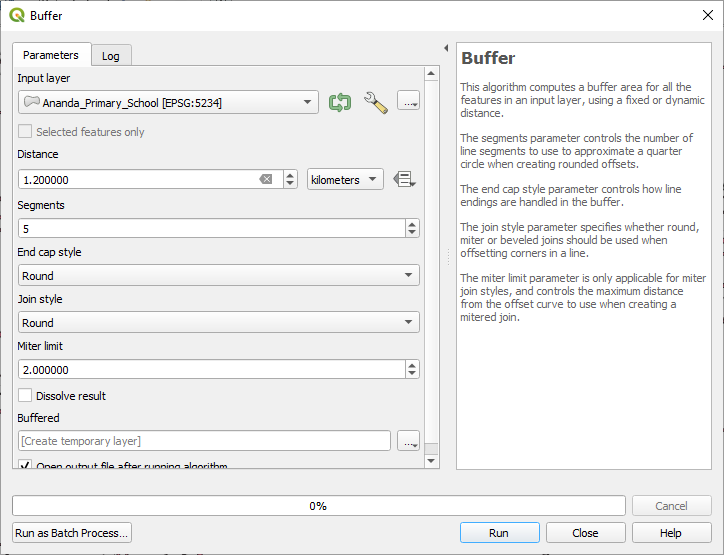 Buffer
Parameters
Log
Input layer
Ananda_Primary_School [EPSG:5234]
...
Selected features only
Distance
1.200000
kilometers
Segments
5
End cap style
Round
Join style
Round
Miter limit
2.000000
Dissolve result
Buffered
[Create temporary layer]
...
Open output file after running algorithm
Buffer
This algorithm computes a buffer area for all the
features in an input layer, using a fixed or dynamic
distance.
The segments parameter controls the number of
line segments to use to approximate a quarter
circle when creating rounded offsets.
The end cap style parameter controls how line
endings are handled in the buffer.
The join style parameter specifies whether round,
miter or beveled joins should be used when
offsetting corners in a line.
The miter limit parameter is only applicable for miter
join styles, and controls the maximum distance
from the offset curve to use when creating a
mitered join.
0%
Cancel
Run as Batch Process...
Run
Close
Help